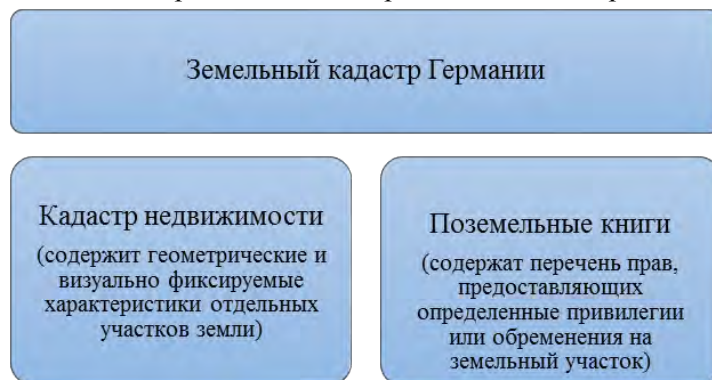 Земельный кадастр Германии
Кадастр недвижимости
(содержит геометрические и
визуально фиксируемые
характеристики отдельных
участков земли)
Поземельные книги
(содержат перечень прав,
предоставляющих
определенные привилегии
или обременения на
земельный участок)